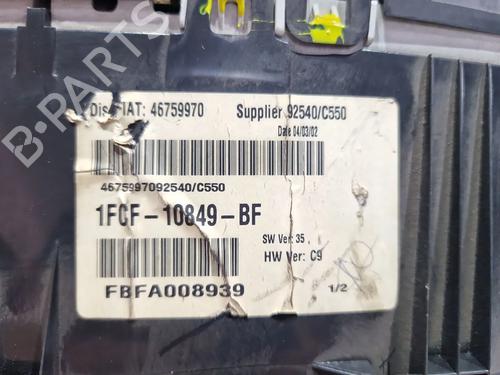 B-PARTS
Dis. FIAT: 46759970 Supplier 92540/C550
Date 04/03/02
4675997092540/C550
1FCF-10849-BF
SW Ver: 35
HW Ver: C9
FBFA008939 1/2